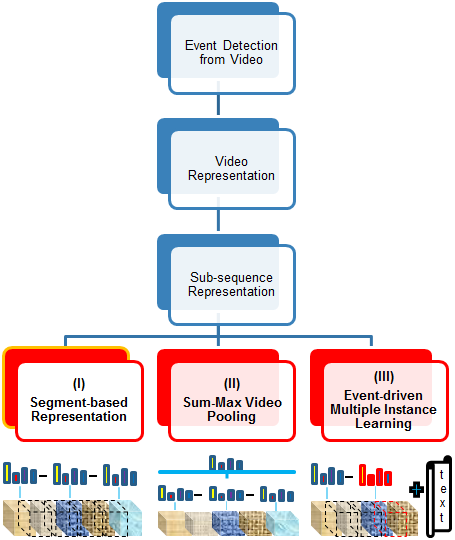 Event Detection
from Video
Video
Representation
Sub-sequence
Representation
(I)
Segment-based
Representation
(II)
Sum-Max Video
Pooling
(III)
Event-driven
Multiple Instance
Learning
text